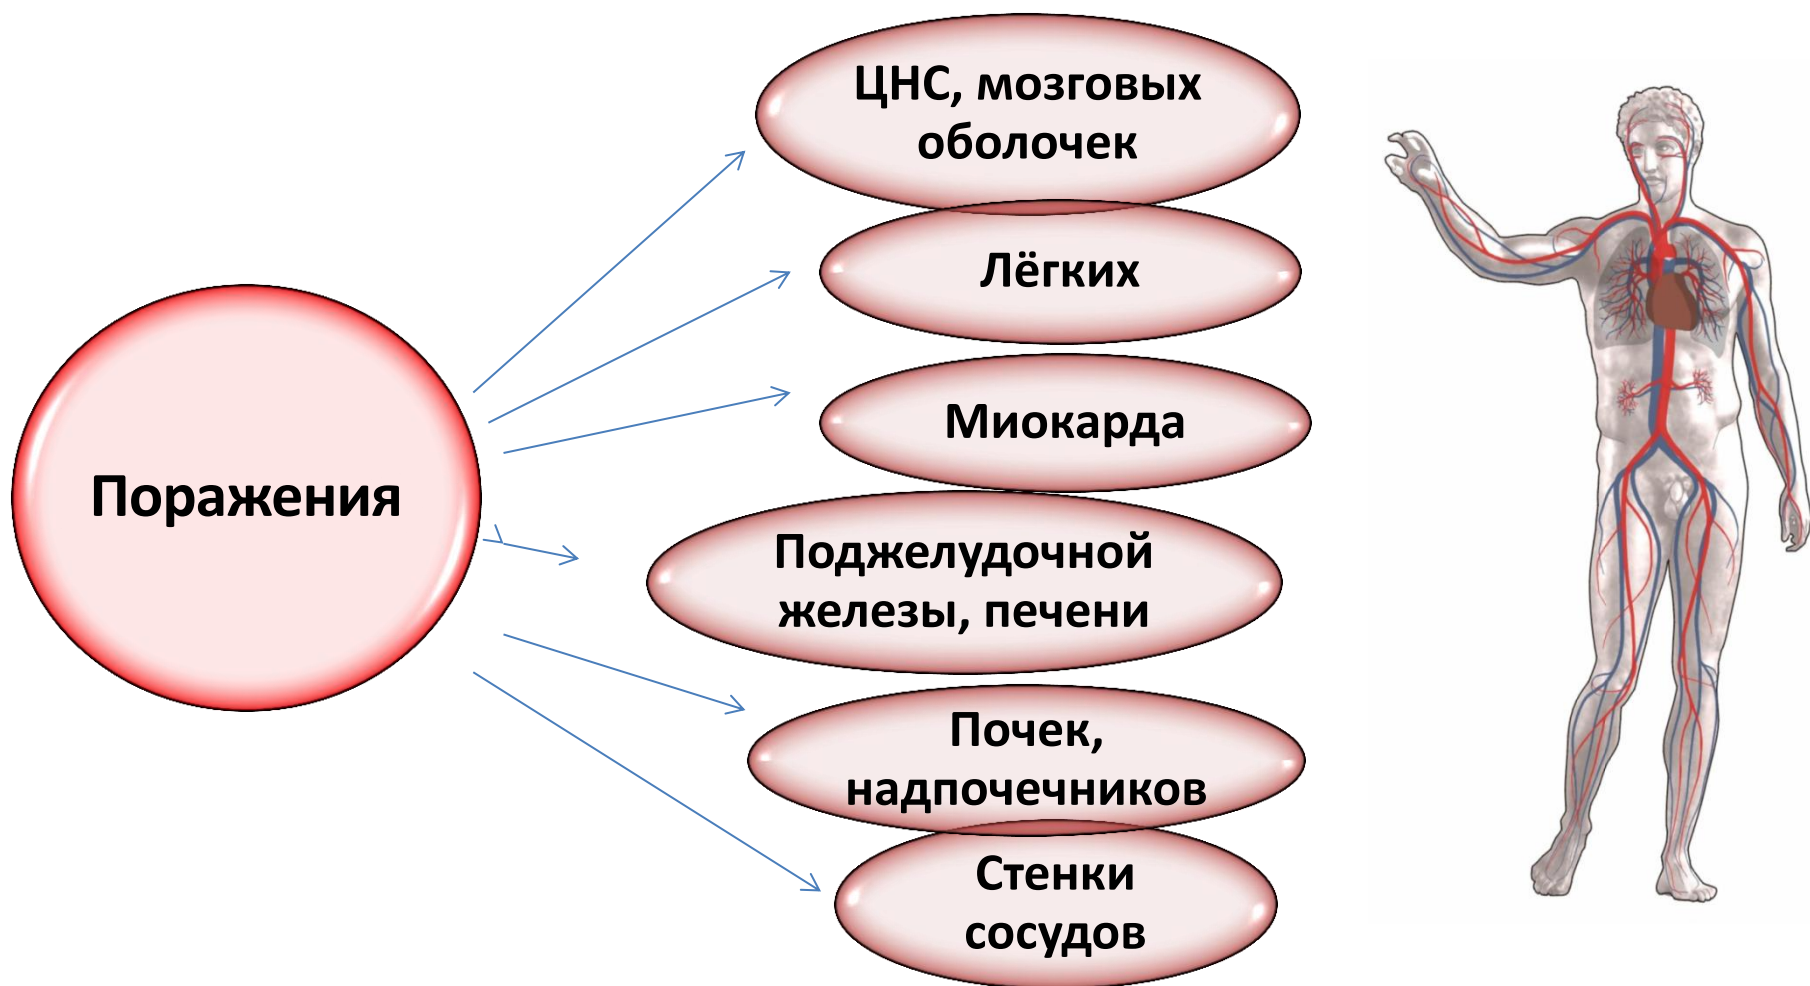 Поражения
ЦНС, мозговых
оболочек
Лёгких
Миокарда
Поджелудочной
железы, печени
Почек,
надпочечников
Стенки
сосудов